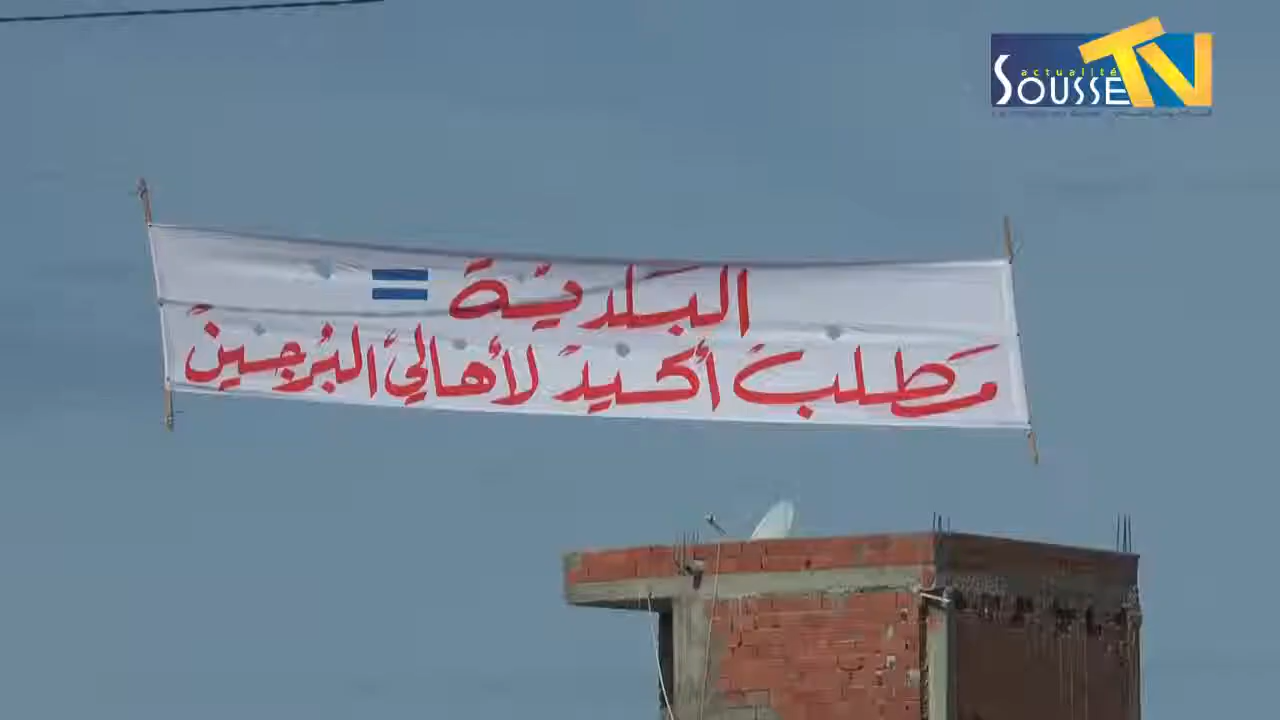 actualité
SOUSSE TV
البلدية =
مطلب أكيد لأهالي البرجين